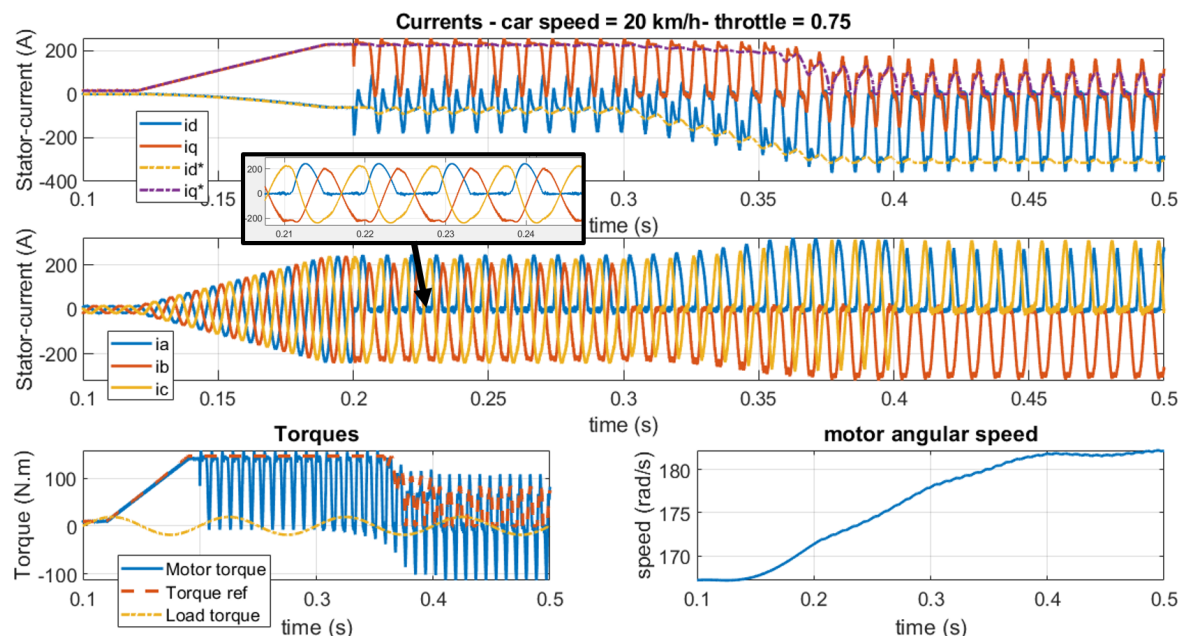 Currents - car speed = 20 km/h- throttle = 0.75
Stator-current (A)
200
0
-200
-400
id
iq
id*
iq*
0.1
0.15
0.3
0.35
0.4
0.45
0.5
time (s)
200
0
-200
0.21
0.22
0.23
0.24
Stator-current (A)
200
0
-200
ia
ib
ic
0.1
0.15
0.2
0.25
0.3
0.35
0.4
0.45
0.5
time (s)
Torques
Torque (N.m)
100
0
-100
Motor torque
Torque ref
Load torque
0.1
0.3
0.4
0.5
time (s)
motor angular speed
speed (rad/s)
180
175
170
0.1
0.2
0.3
0.4
0.5
time (s)